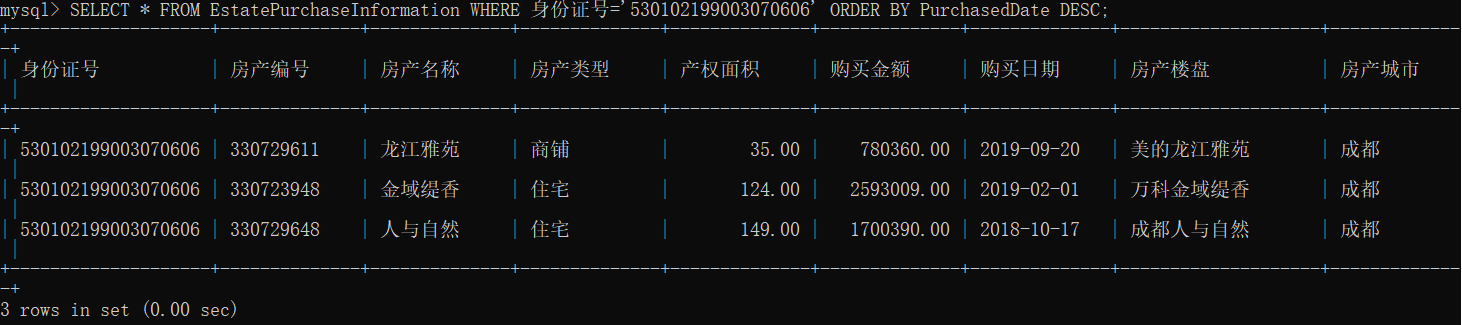 mysql> SELECT * FROM EstatePurchaseInformation WHERE 身份证号='530102199003070606' ORDER BY PurchasedDate DESC;
+--------------------+--------------+--------------+--------------+--------------+--------------+--------------+--------------------+-------------
-+
| 身份证号 | 房产编号 | 房产名称 | 房产类型 | 产权面积 | 购买金额 | 购买日期 | 房产楼盘 | 房产城市
|
+--------------------+--------------+--------------+--------------+--------------+--------------+--------------+--------------------+-------------
-+
| 530102199003070606 | 330729611 | 龙江雅苑 | 商铺 | 35.00 | 780360.00 | 2019-09-20 | 美的龙江雅苑 | 成都
|
| 530102199003070606 | 330723948 | 金域缇香 | 住宅 | 124.00 | 2593009.00 | 2019-02-01 | 万科金域缇香 | 成都
|
| 530102199003070606 | 330729648 | 人与自然 | 住宅 | 149.00 | 1700390.00 | 2018-10-17 | 成都人与自然 | 成都
|
+--------------------+--------------+--------------+--------------+--------------+--------------+--------------+--------------------+-------------
-+
3 rows in set (0.00 sec)